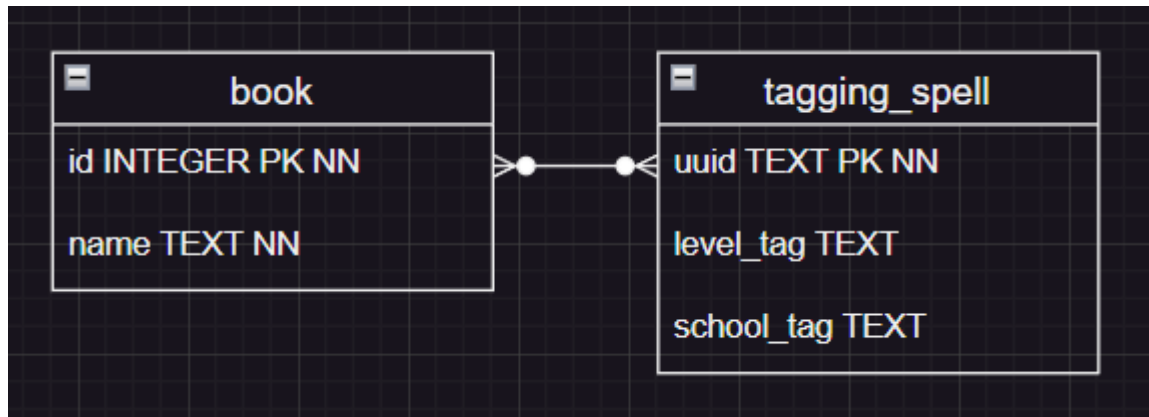 book
id INTEGER PK NN
name TEXT NN
tagging_spell
uuid TEXT PK NN
level_tag TEXT
school_tag TEXT